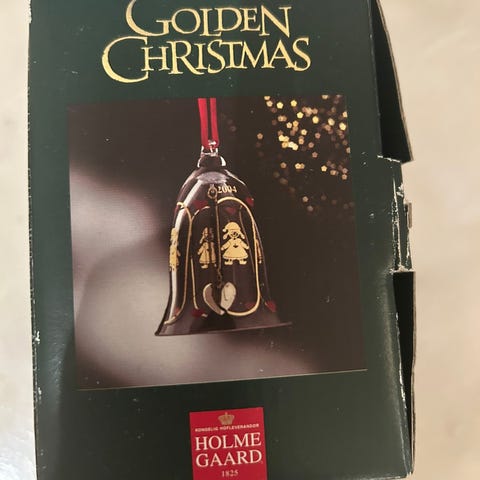 GOLDEN
CHRISTMAS
2004
KONGELIG HOFLEVERANDØR
HOLME
GAARD
1825